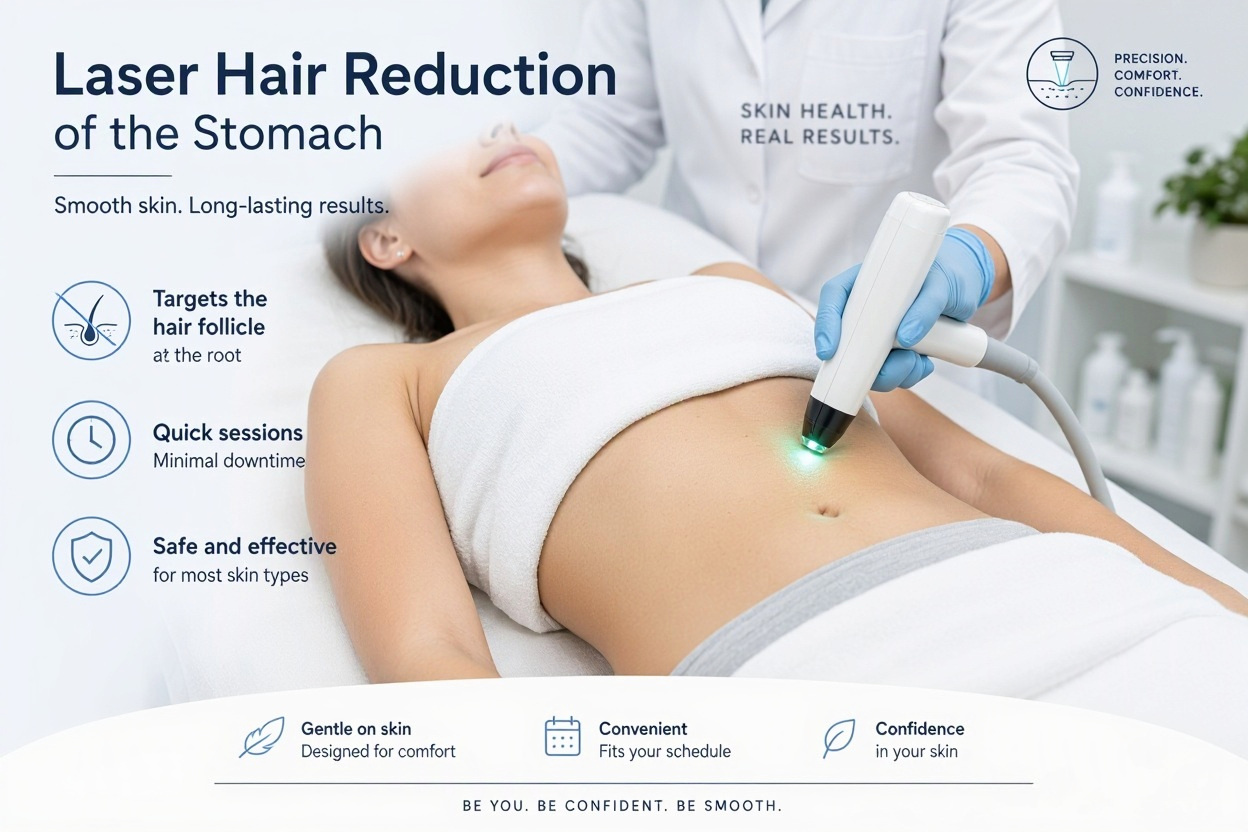 Laser Hair Reduction
of the Stomach
Smooth skin. Long-lasting results.
Targets the
hair follicle
at the root
Quick sessions
Minimal downtime
Safe and effective
for most skin types
SKIN HEALTH.
REAL RESULTS.
PRECISION.
COMFORT.
CONFIDENCE.
Gentle on skin
Designed for comfort
Convenient
Fits your schedule
Confidence
in your skin
BE YOU. BE CONFIDENT. BE SMOOTH.